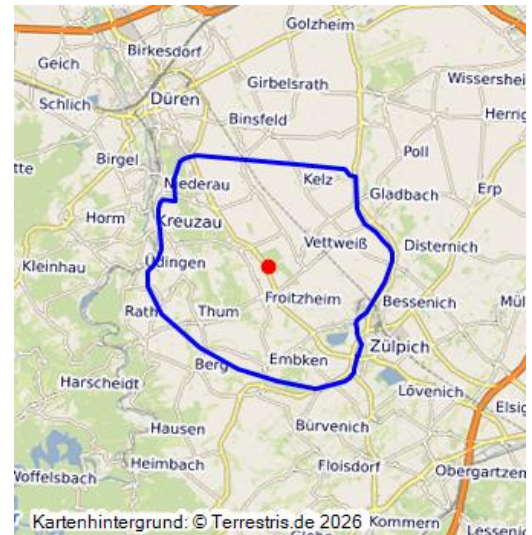 Golzheim
Birkesdorf
Geich
Girbelsrath
Wissershei
Schlich
Düren
Binsfeld
Herrig
Poll
Birgel
tte
Niederau
Kelz
Gladbach
Erp
Horm
Kreuzau
Vettweiß
Disternich
Kleinhau
Üdingen
Froitzheim
Bessenich
Rath
Thum
Mül
Zülpich
Berg
Embken
Harscheidt
Lövenich
Elsig
Hausen
Bürvenich
Heimbach
Floisdorf
Obergartzem
Woffelsbach
Kartenhintergrund: © Terrestris.de 2026
Kommern
Lessenic